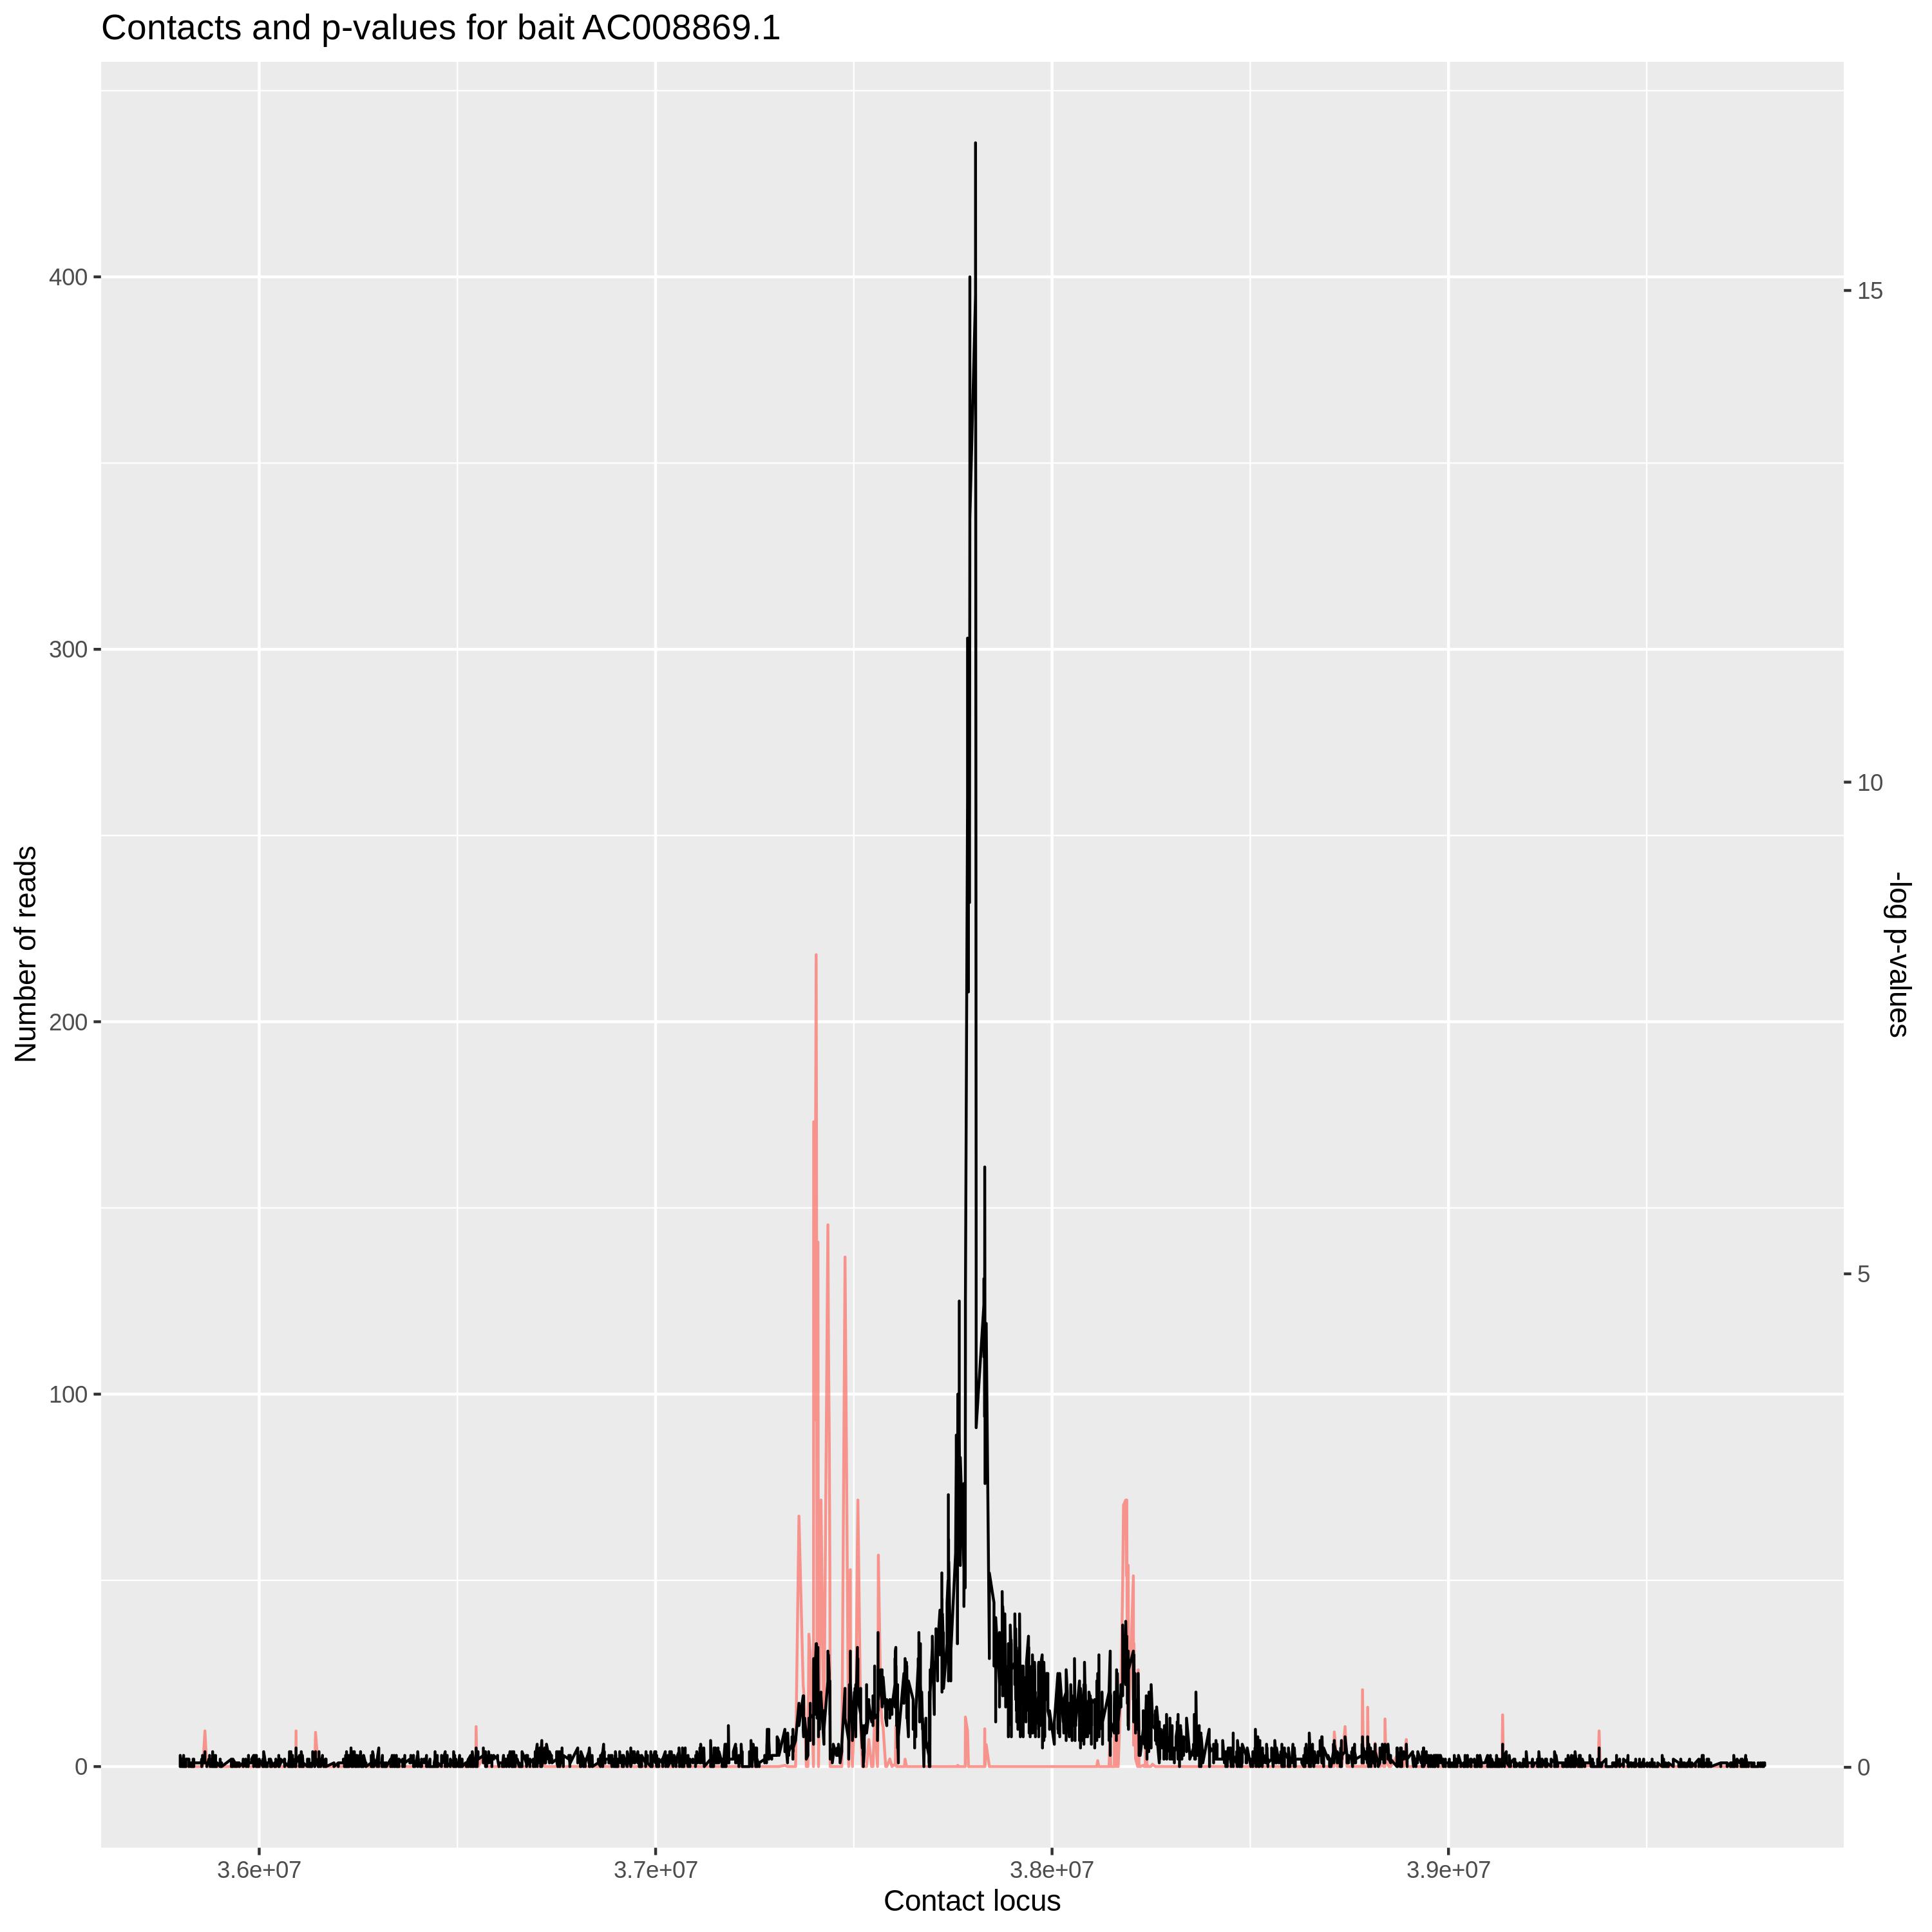 Contacts and p-values for bait AC008869.1
400
300
200
100
0
Number of reads
15
10
5
0
-log p-values
3.6e+07
3.7e+07
3.8e+07
3.9e+07
Contact locus